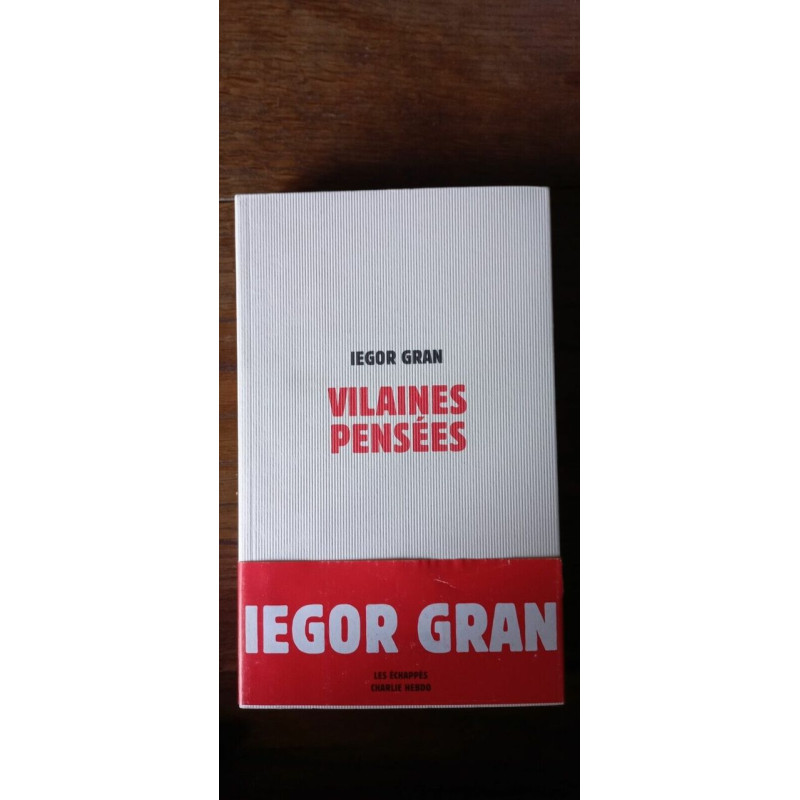 IEGOR GRAN
VILAINES
PENSÉES
IEGOR GRAN
LES ÉCHAPPÉS
CHARLIE HEBDO